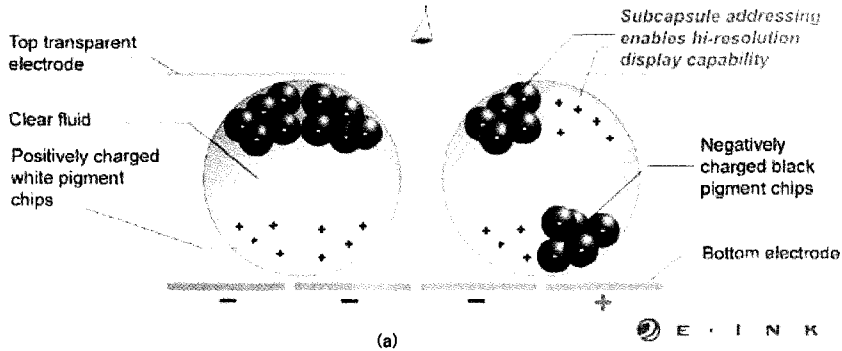 Top transparent
electrode
Clear fluid
Positively charged
white pigment
chips
Subcapsule addressing
enables hi-resolution
display capability
Negatively
charged black
pigment chips
Bottom electrode
(a)
E · INK